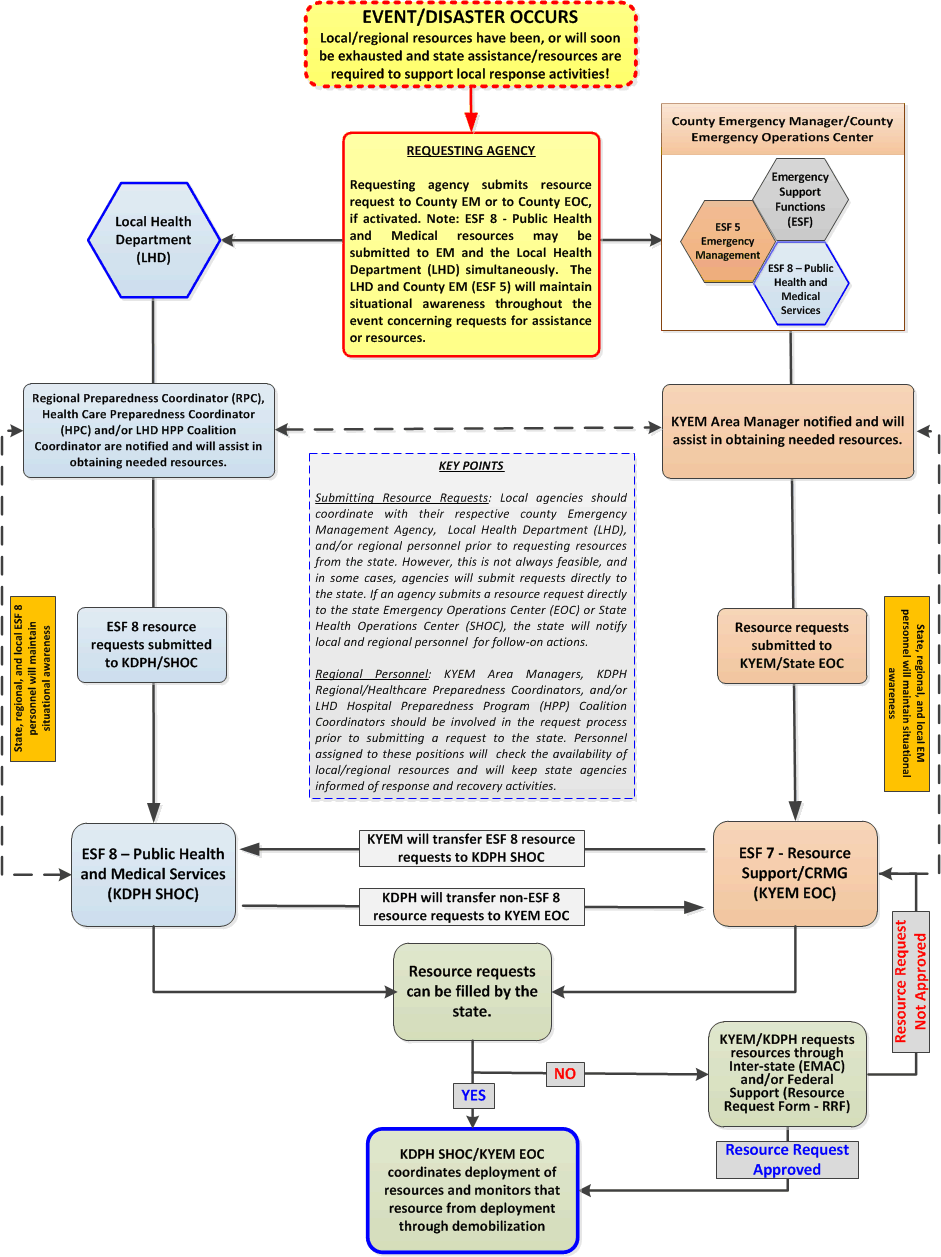 EVENT/DISASTER OCCURS
Local/regional resources have been, or will soon
be exhausted and state assistance/resources are
required to support local response activities!
REQUESTING AGENCY
Requesting agency submits resource
request to County EM or to County EOC,
if activated. Note: ESF 8 - Public Health
and Medical resources may be
submitted to EM and the Local Health
Department (LHD) simultaneously. The
LHD and County EM (ESF 5) will maintain
situational awareness throughout the
event concerning requests for assistance
or resources.
County Emergency Manager/County
Emergency Operations Center
Emergency
Support
Functions
(ESF)
ESF 5
Emergency
Management
ESF 8 – Public
Health and
Medical
Services
Local Health
Department
(LHD)
Regional Preparedness Coordinator (RPC),
Health Care Preparedness Coordinator
(HPC) and/or LHD HPP Coalition
Coordinator are notified and will assist in
obtaining needed resources.
KYEM Area Manager notified and will
assist in obtaining needed resources.
KEY POINTS
Submitting Resource Requests: Local agencies should
coordinate with their respective county Emergency
Management Agency, Local Health Department (LHD),
and/or regional personnel prior to requesting resources
from the state. However, this is not always feasible, and
in some cases, agencies will submit requests directly to
the state. If an agency submits a resource request directly
to the state Emergency Operations Center (EOC) or State
Health Operations Center (SHOC), the state will notify
local and regional personnel for follow-on actions.
Regional Personnel: KYEM Area Managers, KDPH
Regional/Healthcare Preparedness Coordinators, and/or
LHD Hospital Preparedness Program (HPP) Coalition
Coordinators should be involved in the request process
prior to submitting a request to the state. Personnel
assigned to these positions will check the availability of
local/regional resources and will keep state agencies
informed of response and recovery activities.
State, regional, and local ESF 8
personnel will maintain
situational awareness
ESF 8 resource
requests submitted
to KDPH/SHOC
Resource requests
submitted to
KYEM/State EOC
State, regional, and local EM
personnel will maintain situational
awareness
ESF 8 – Public Health
and Medical Services
(KDPH SHOC)
KYEM will transfer ESF 8 resource
requests to KDPH SHOC
KDPH will transfer non-ESF 8
resource requests to KYEM EOC
ESF 7 - Resource
Support/CRMG
(KYEM EOC)
Resource requests
can be filled by the
state.
Resource Request
Not Approved
KYEM/KDPH requests
resources through
Inter-state (EMAC)
and/or Federal
Support (Resource
Request Form - RRF)
NO
YES
Resource Request
Approved
KDPH SHOC/KYEM EOC
coordinates deployment of
resources and monitors that
resource from deployment
through demobilization